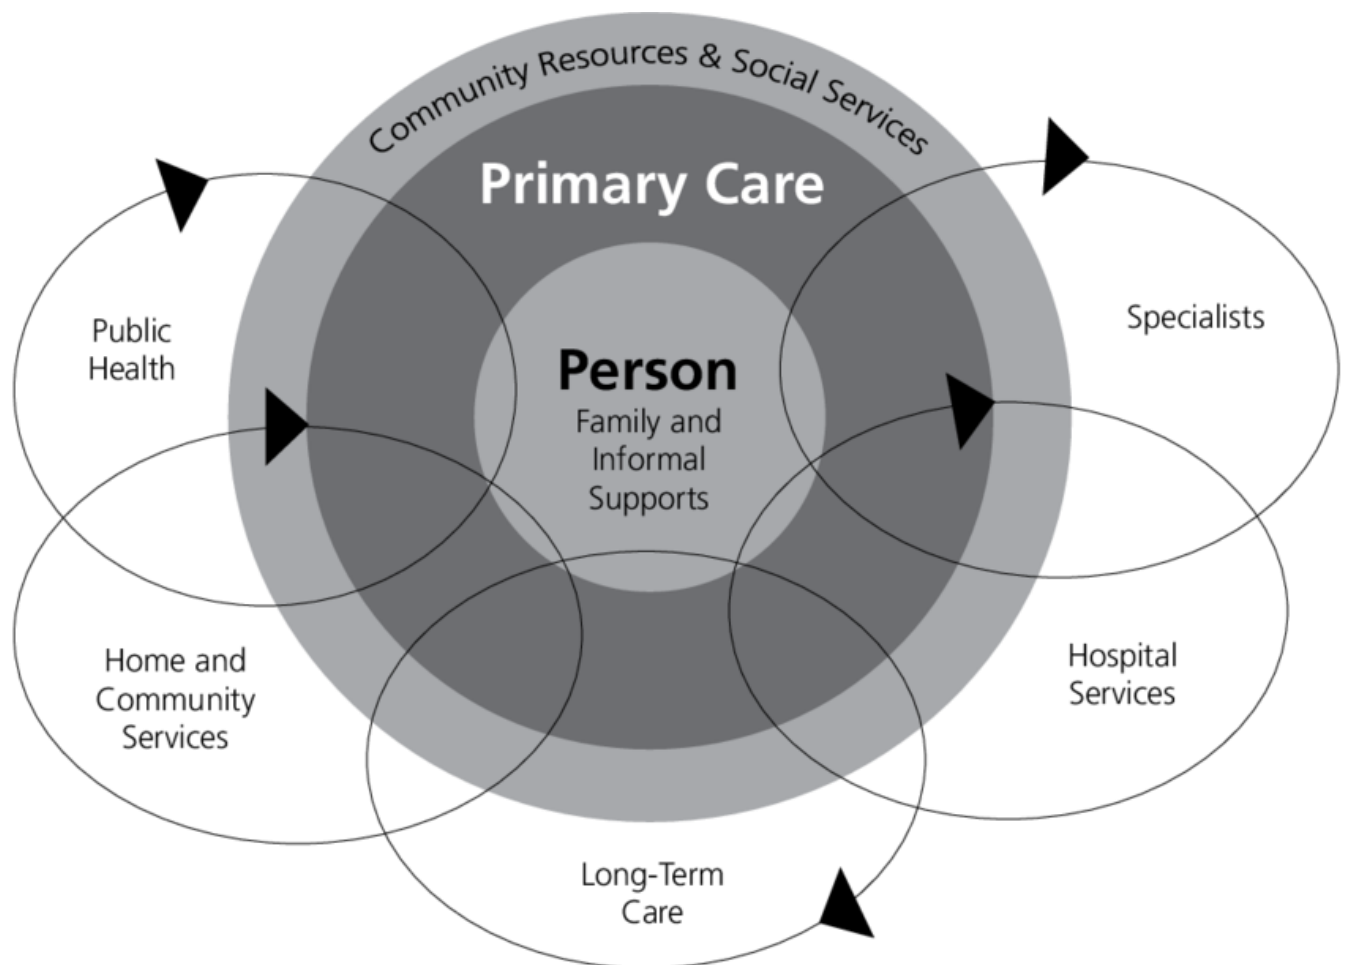 Community Resources & Social Services
Primary Care
Public
Health
Specialists
Person
Family and
Informal
Supports
Home and
Community
Services
Hospital
Services
Long-Term
Care